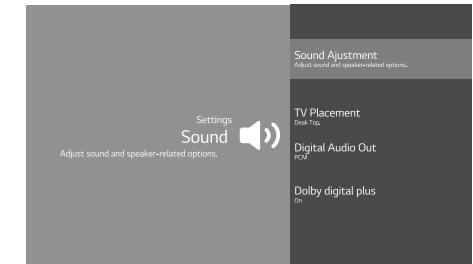 Settings
Sound
Adjust sound and speaker-related options.
Sound Ajustment
Adjust sound and speaker-related options.
TV Placement
Deak Top.
Digital Audio Out
PCM
Dolby digital plus
On